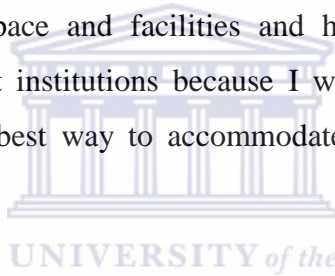 pace and facilities and h
t institutions because I w
best way to accommodate
UNIVERSITY of the